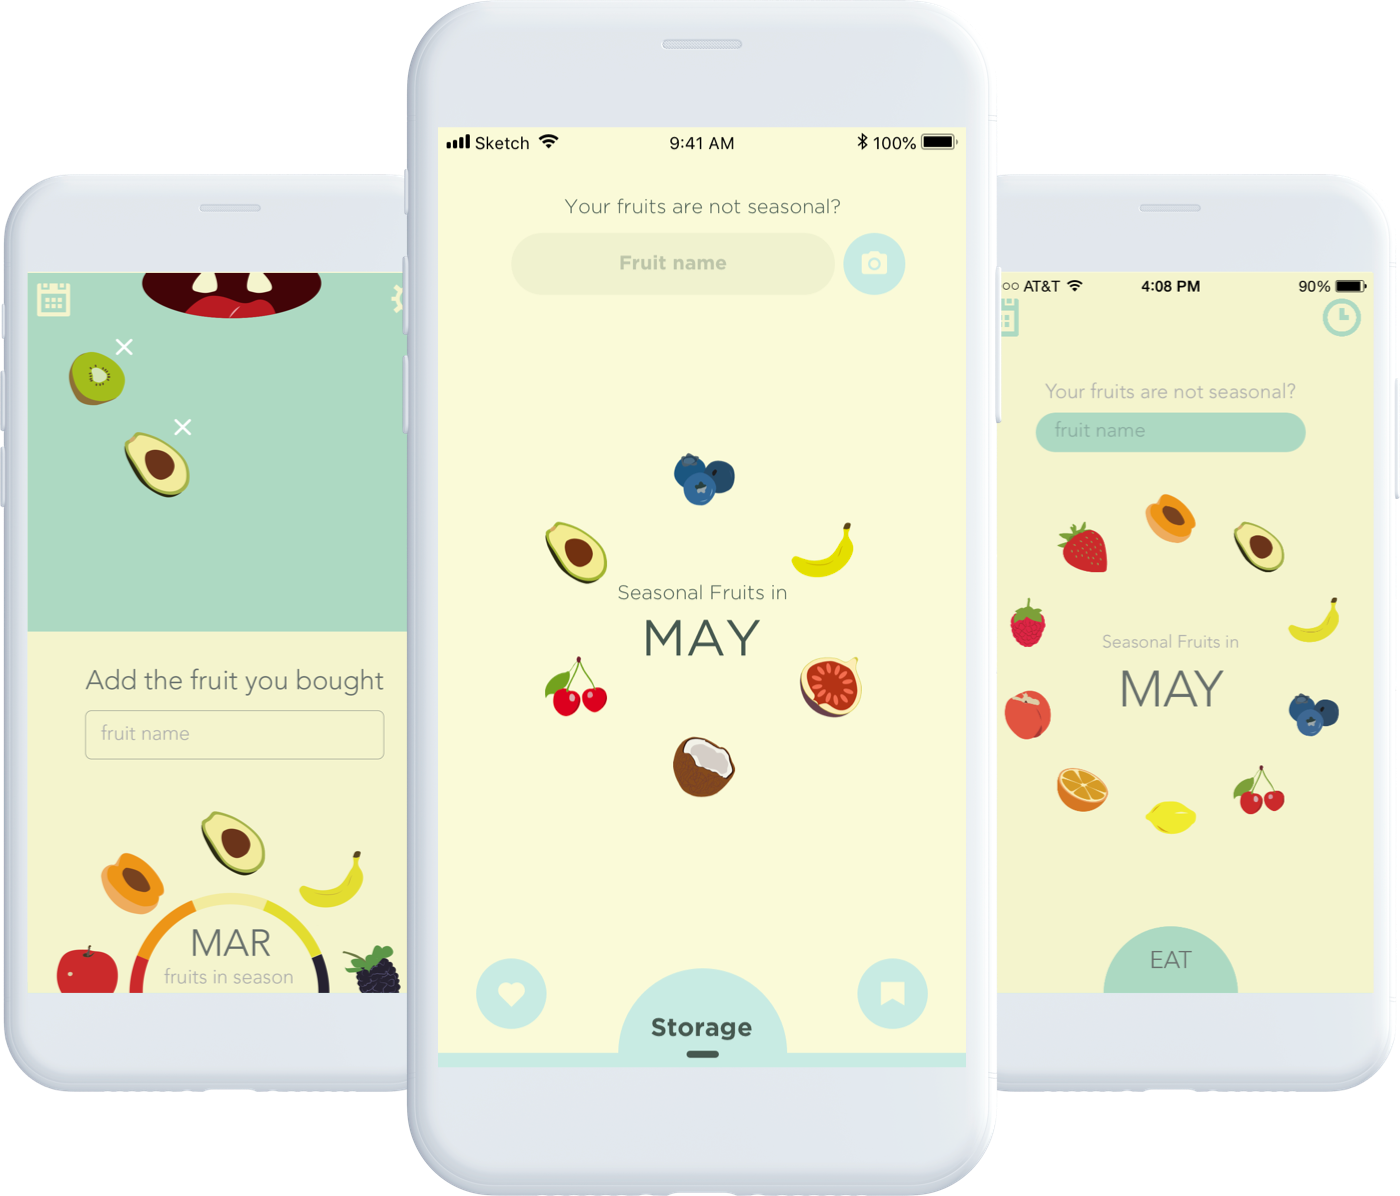 Add the fruit you bought
fruit name
MAR
fruits in season
Sketch 9:41 AM 100%
Your fruits are not seasonal?
Fruit name
Seasonal Fruits in
MAY
Storage
AT&T 4:08 PM 90%
Your fruits are not seasonal?
fruit name
Seasonal Fruits in
MAY
EAT